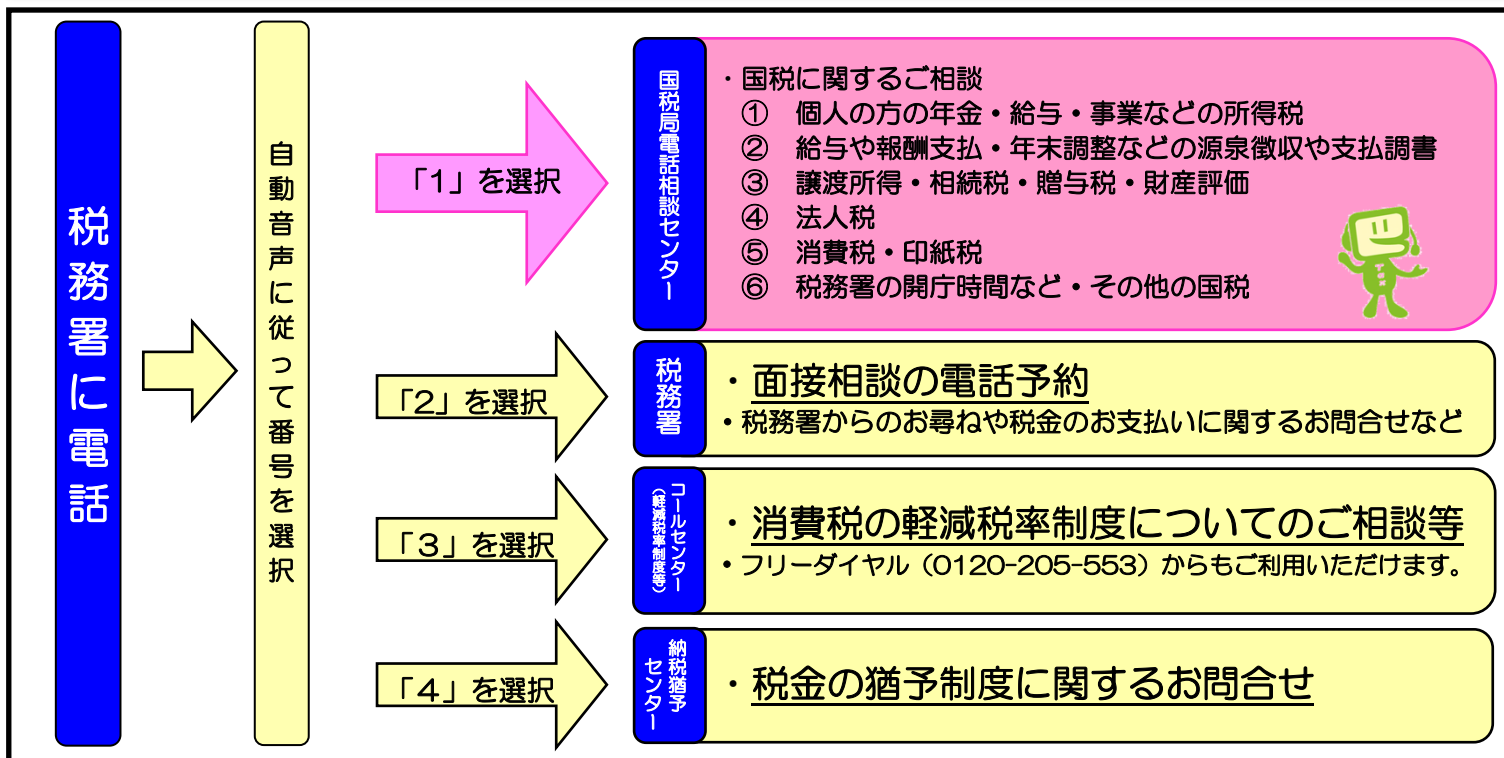 税務署に電話
自動音声に従って番号を選択
「1」を選択
国税局電話相談センター
・国税に関するご相談
① 個人の方の年金・給与・事業などの所得税
② 給与や報酬支払・年末調整などの源泉徴収や支払調書
③ 譲渡所得・相続税・贈与税・財産評価
④ 法人税
⑤ 消費税・印紙税
⑥ 税務署の開庁時間など・その他の国税
「2」を選択
税務署
・面接相談の電話予約
・税務署からのお尋ねや税金のお支払いに関するお問合せなど
「3」を選択
コールセンター
（軽減税率制度等）
・消費税の軽減税率制度についてのご相談等
・フリーダイヤル（0120-205-553）からもご利用いただけます。
「4」を選択
納税猶予
センター
・税金の猶予制度に関するお問合せ